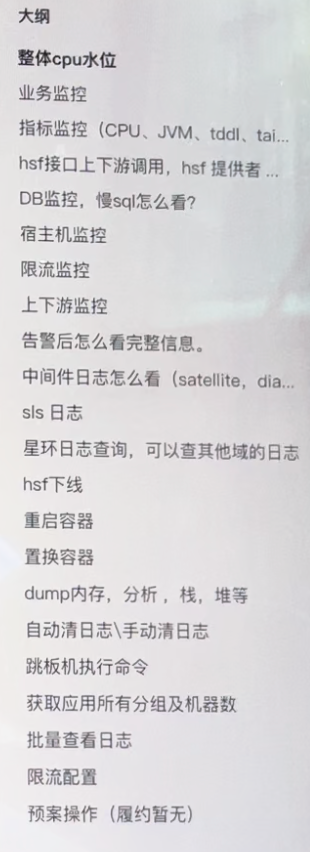 大纲
整体cpu水位
业务监控
指标监控（CPU、JVM、tddl、tai...
hsf接口上下游调用，hsf 提供者 ...
DB监控，慢sql怎么看？
宿主机监控
限流监控
上下游监控
告警后怎么看完整信息。
中间件日志怎么看（satellite，dia...
sls 日志
星环日志查询，可以查其他域的日志
hsf下线
重启容器
置换容器
dump内存，分析 ，栈，堆等
自动清日志\手动清日志
跳板机执行命令
获取应用所有分组及机器数
批量查看日志
限流配置
预案操作（履约暂无）